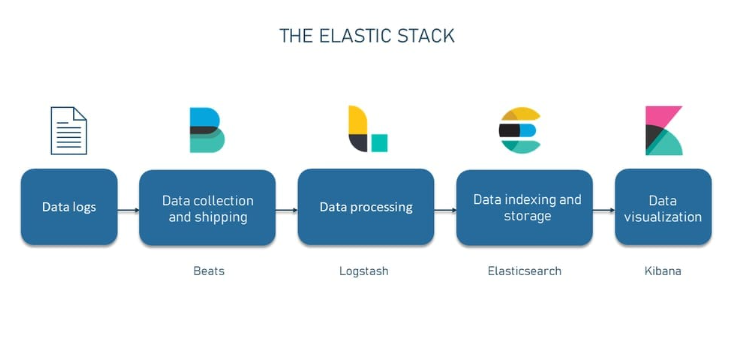 THE ELASTIC STACK
Data logs
Data collection
and shipping
Data processing
Data indexing and
storage
Data
visualization
Beats
Logstash
Elasticsearch
Kibana